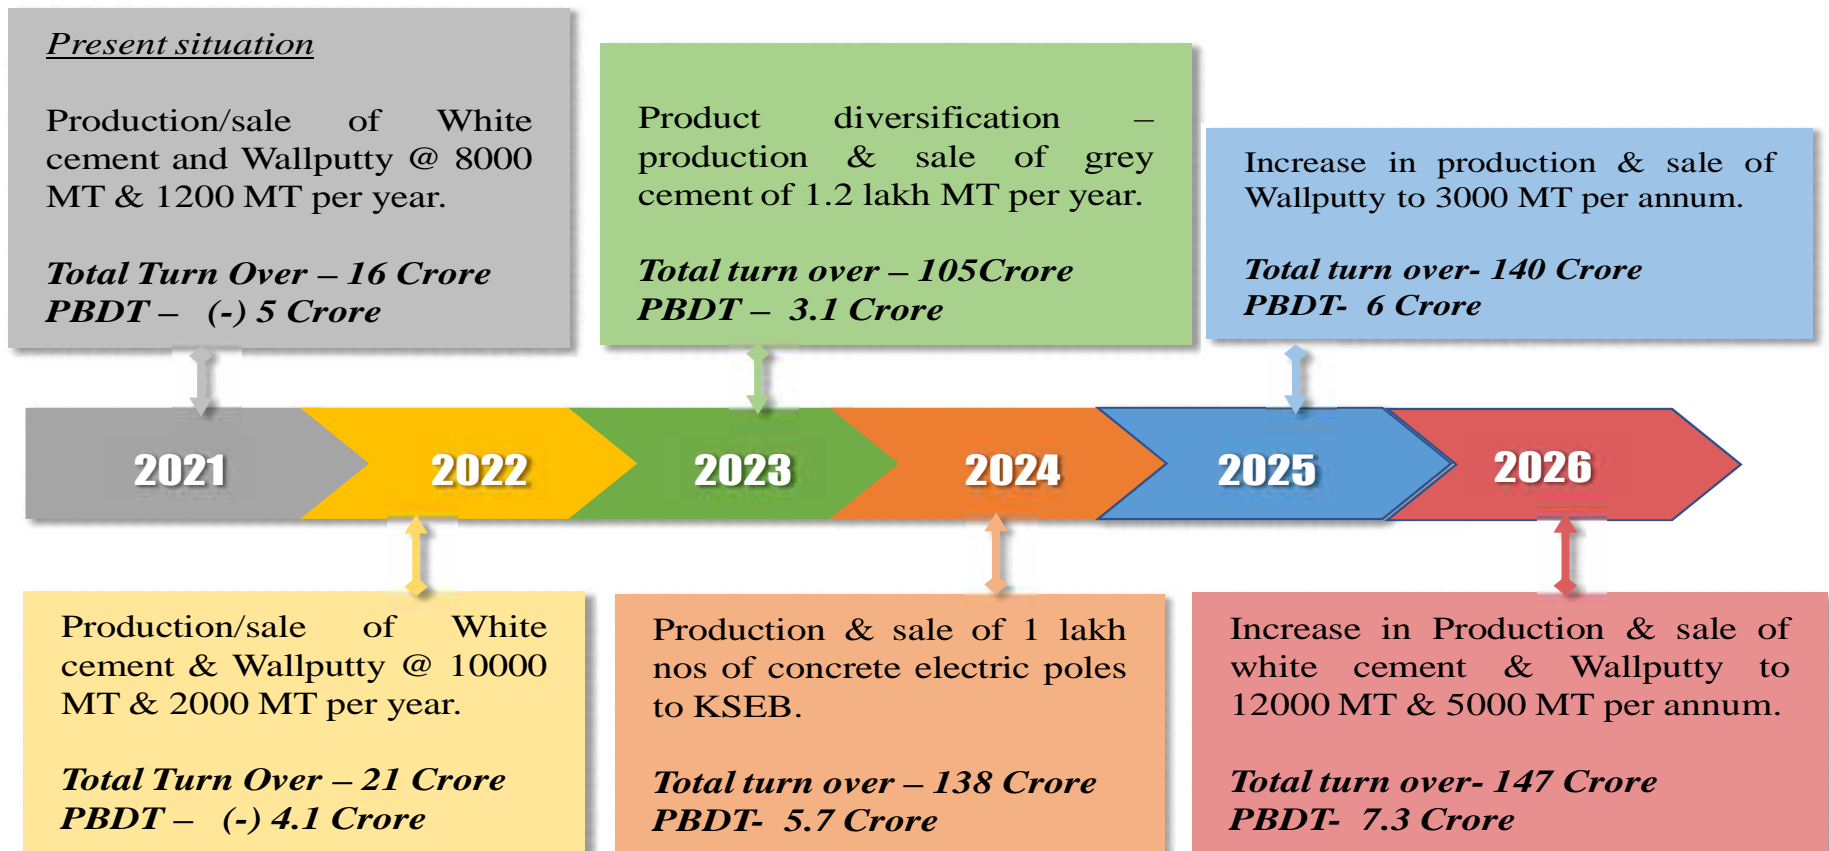 Present situation
Production/sale of White
cement and Wallputty @ 8000
MT & 1200 MT per year.
Total Turn Over – 16 Crore
PBDT – (-) 5 Crore
Product diversification –
production & sale of grey
cement of 1.2 lakh MT per year.
Total turn over – 105Crore
PBDT – 3.1 Crore
Increase in production & sale of
Wallputty to 3000 MT per annum.
Total turn over- 140 Crore
PBDT- 6 Crore
2021
2022
2023
2024
2025
2026
Production/sale of White
cement & Wallputty @ 10000
MT & 2000 MT per year.
Total Turn Over – 21 Crore
PBDT – (-) 4.1 Crore
Production & sale of 1 lakh
nos of concrete electric poles
to KSEB.
Total turn over – 138 Crore
PBDT- 5.7 Crore
Increase in Production & sale of
white cement & Wallputty to
12000 MT & 5000 MT per annum.
Total turn over- 147 Crore
PBDT- 7.3 Crore